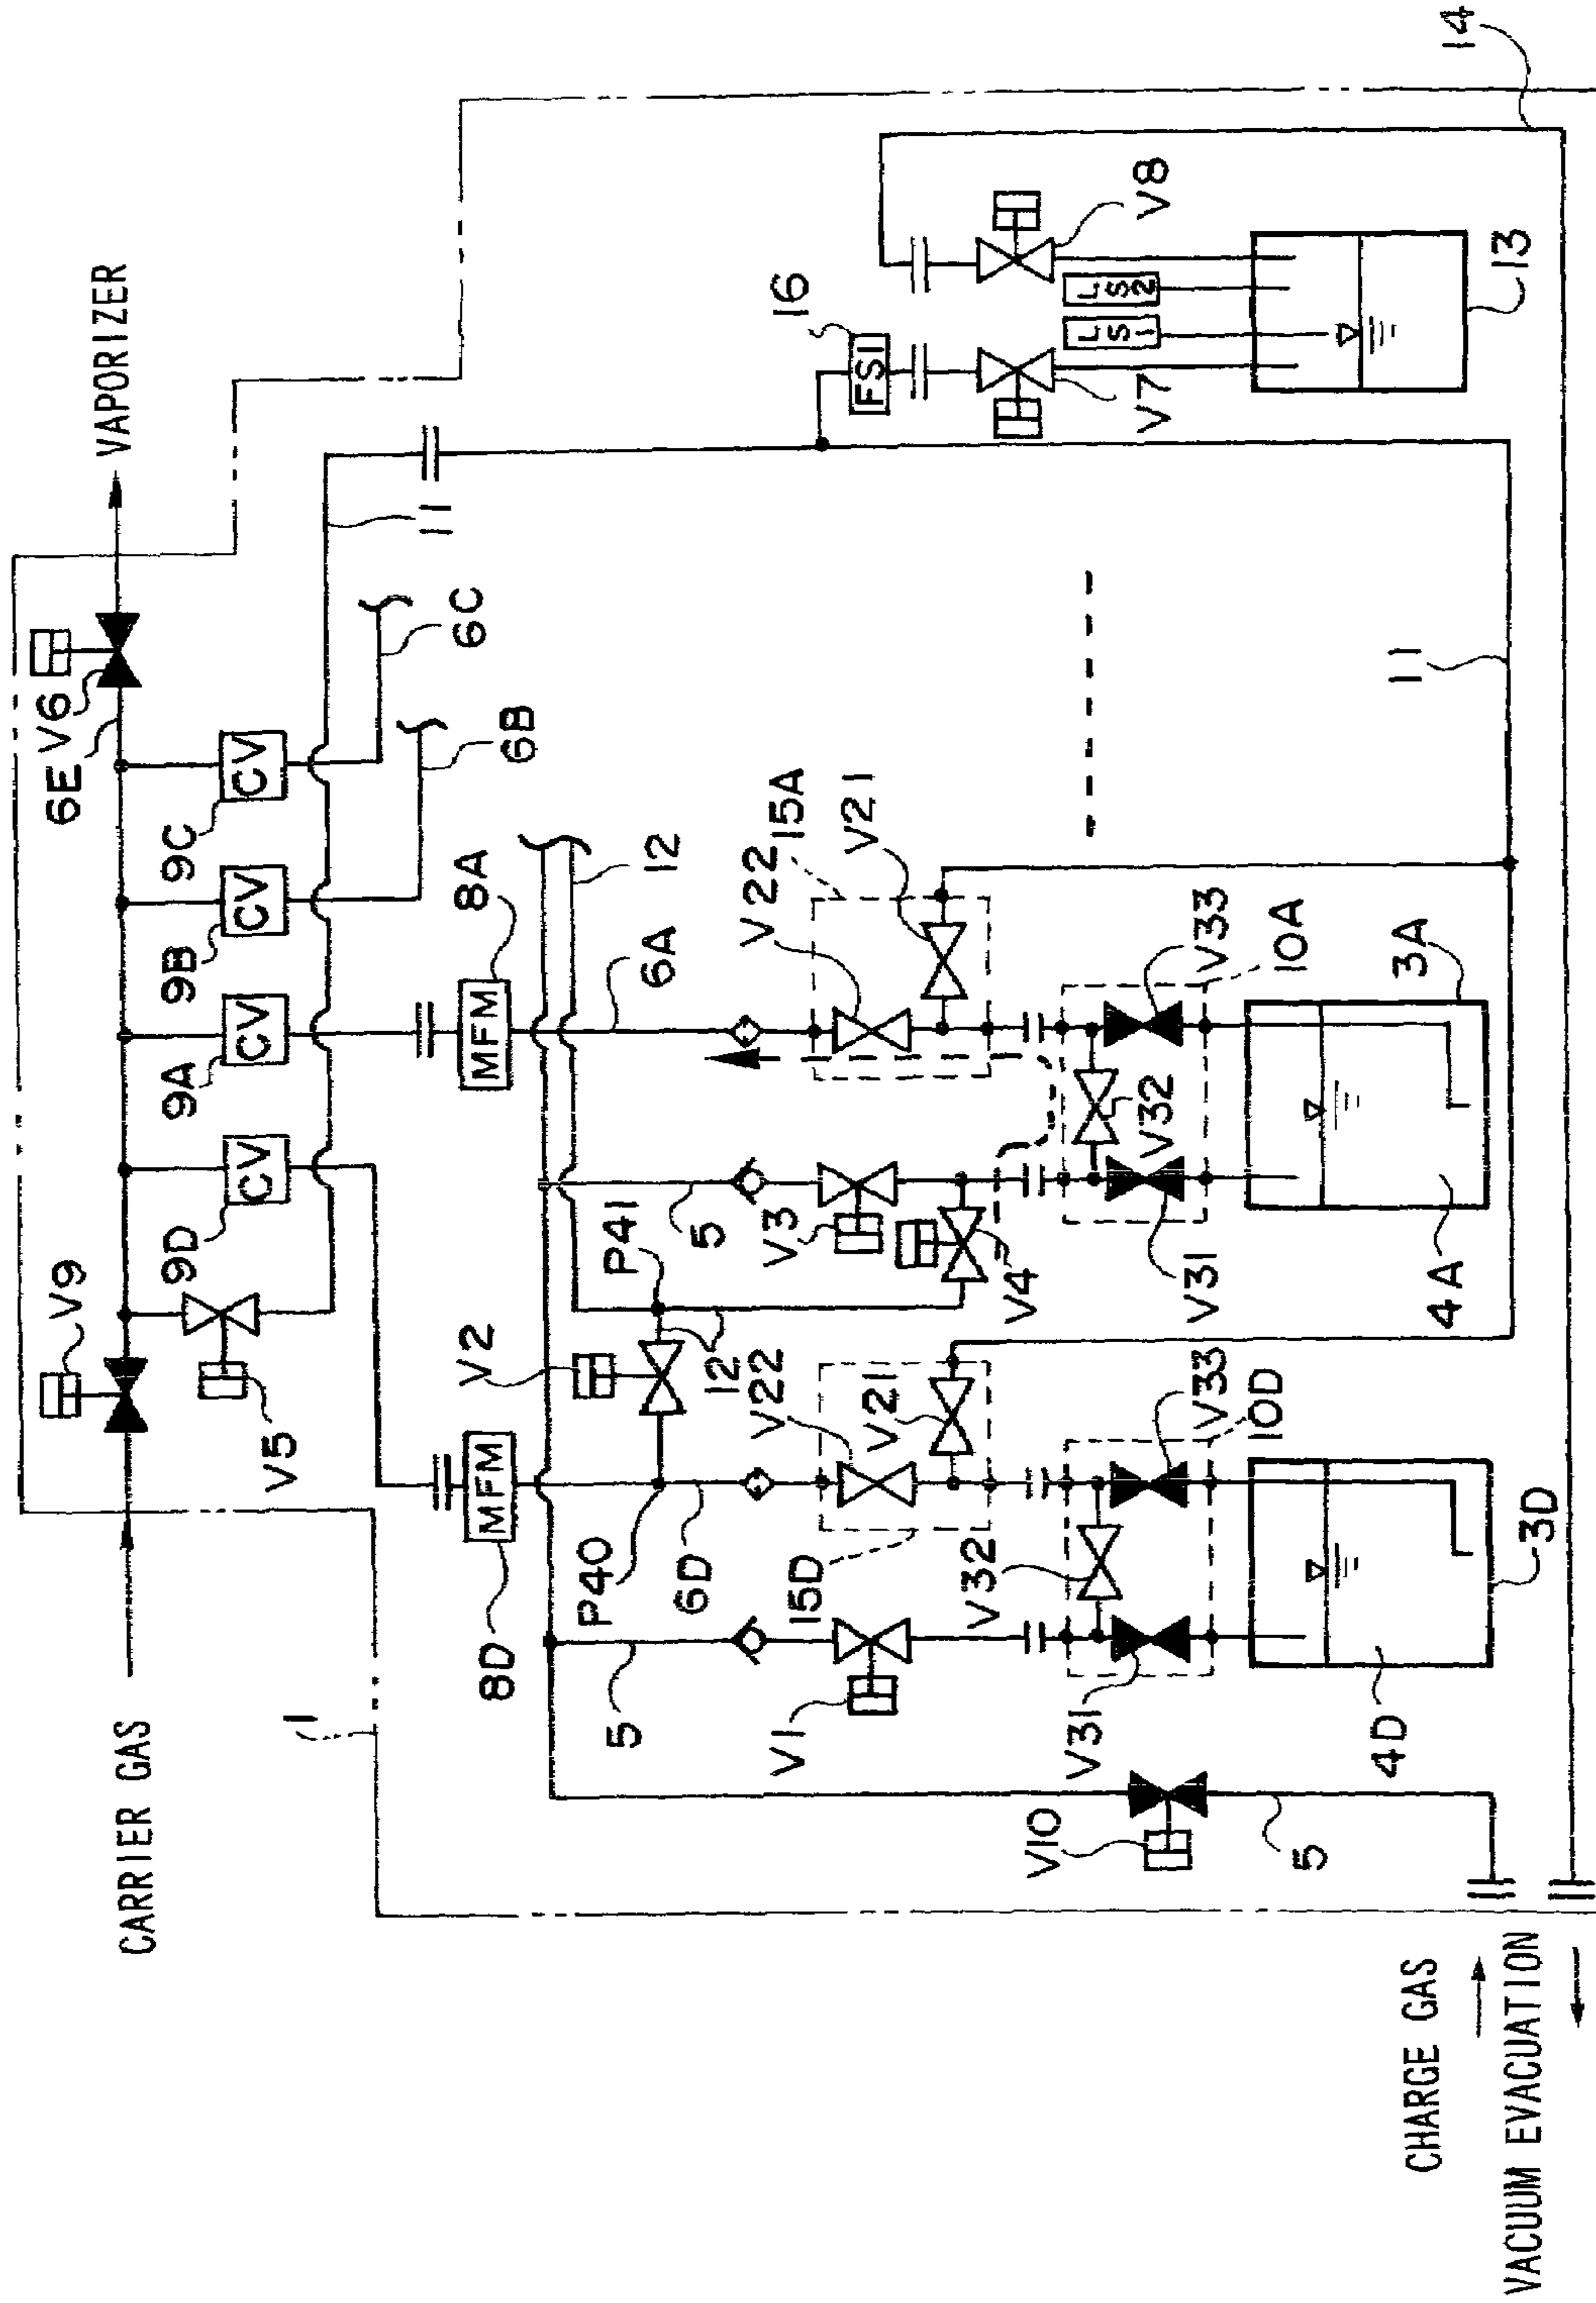 CARRIER GAS
VAPORIZER
1
V9
V5
9D
9A
9B
9C
6E
V6
CV
CV
CV
CV
11
6C
6B
8D
MFM
V2
P41
P40
12
MFM
8A
12
6A
16
FS1
V8
V7
LS1
LS2
13
14
5
V1
6D
15D
V22
V21
5
V3
V4
V22
15A
V21
V10
5
V31
V32
V33
10D
V31
V32
V33
10A
11
4D
3D
4A
3A
CHARGE GAS
VACUUM EVACUATION